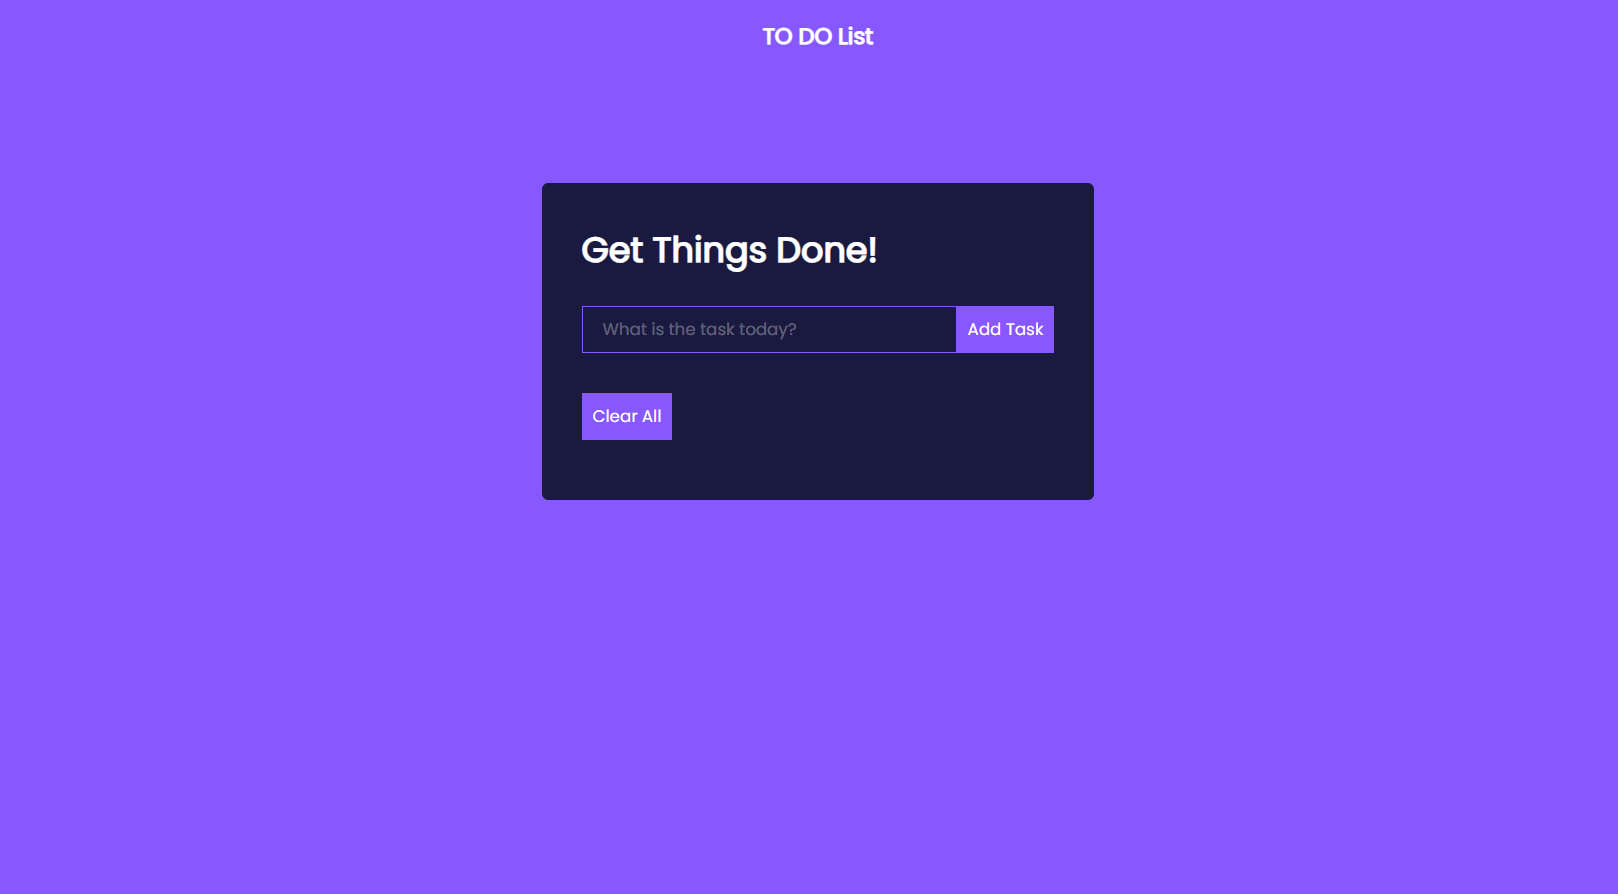 TO DO List
Get Things Done!
What is the task today?
Add Task
Clear All